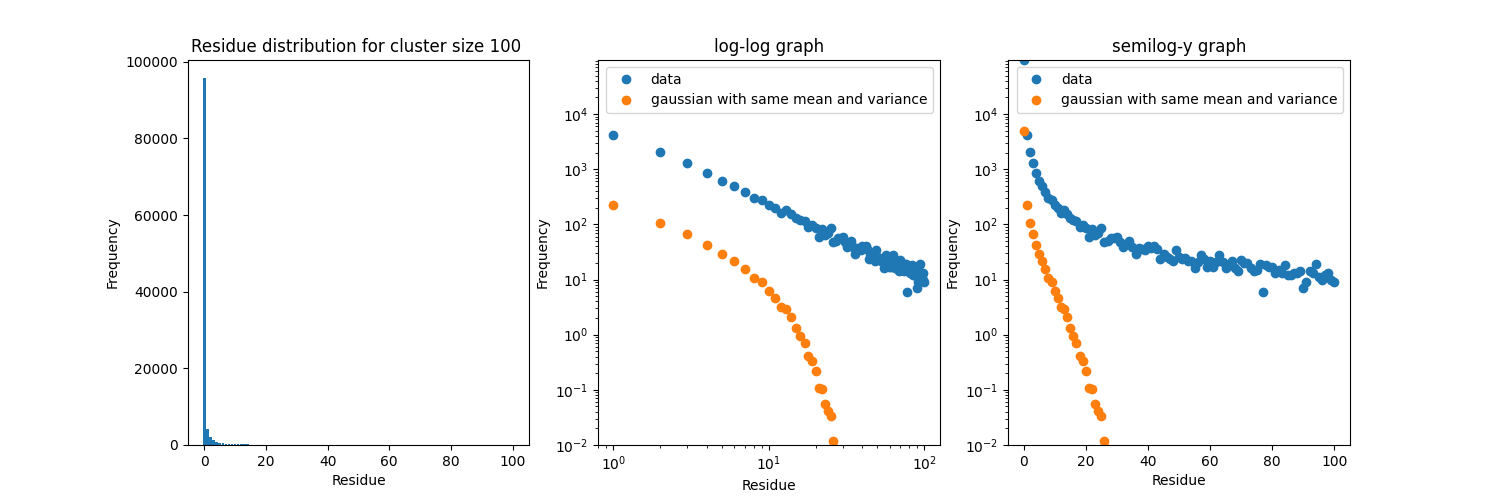 Residue distribution for cluster size 100
100000
80000
60000
40000
20000
0
Frequency
0 20 40 60 80 100
Residue
log-log graph
data
gaussian with same mean and variance
10⁴
10³
10²
10¹
10⁰
10⁻¹
10⁻²
Frequency
10⁰ 10¹ 10²
Residue
semilog-y graph
data
gaussian with same mean and variance
10⁴
10³
10²
10¹
10⁰
10⁻¹
10⁻²
Frequency
0 20 40 60 80 100
Residue